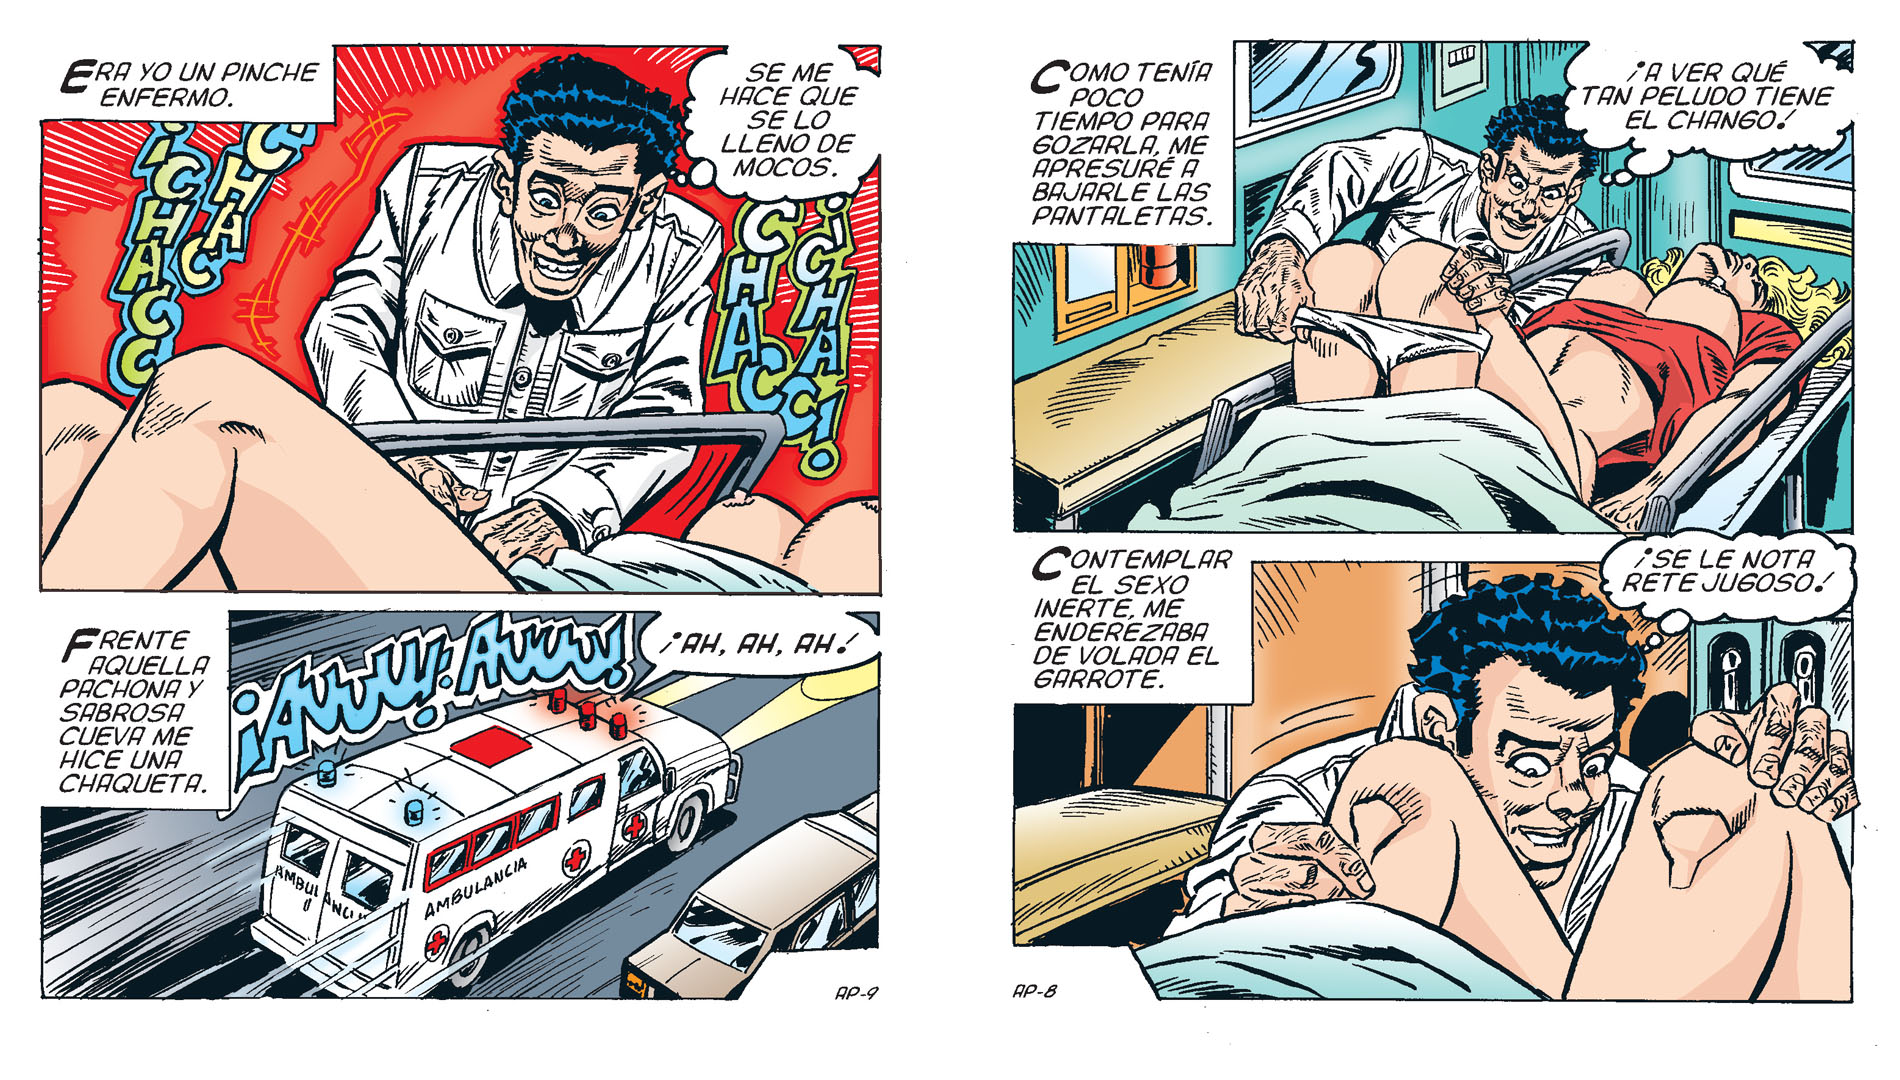 ERA YO UN PINCHE
ENFERMO.
SE ME
HACE QUE
SE LO
LLENO DE
MOCOS.
¡CHACC
CHAC
C
CHACC
¡CHACC!
FRENTE
AQUELLA
PACHONA Y
SABROSA
CUEVA ME
HICE UNA
CHAQUETA.
¡AUUU! AUUU!
¡AH, AH, AH!
AMBULANCIA
AMBULANCIA
AP-9
COMO TENÍA
POCO
TIEMPO PARA
GOZARLA, ME
APRESURÉ A
BAJARLE LAS
PANTALETAS.
¡A VER QUÉ
TAN PELUDO TIENE
EL CHANGO!
CONTEMPLAR
EL SEXO
INERTE, ME
ENDEREZABA
DE VOLADA EL
GARROTE.
¡SE LE NOTA
RETE JUGOSO!
AP-8